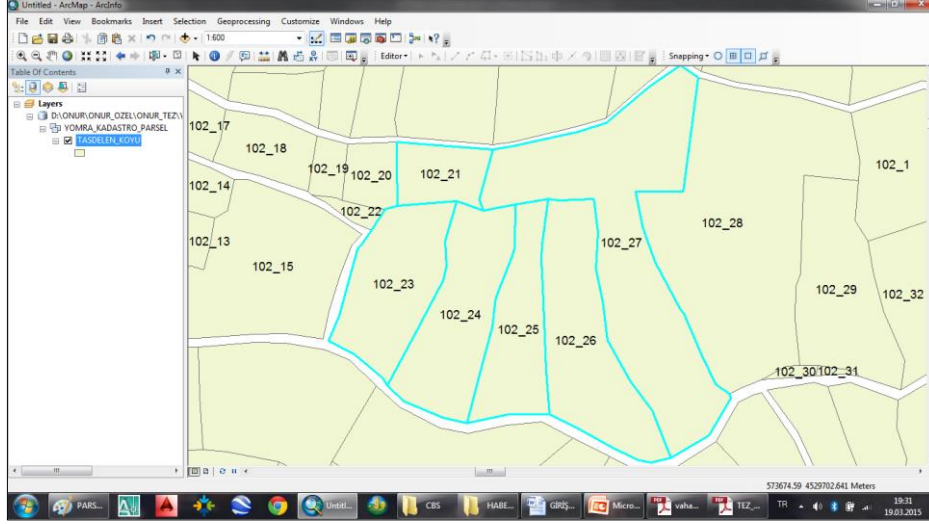 Untitled - ArcMap - ArcInfo
File Edit View Bookmarks Insert Selection Geoprocessing Customize Windows Help
1:600
Editor
Snapping
Table Of Contents
Layers
D:\ONUR\ONUR_OZEL\ONUR_TEZ\
YOMRA_KADASTRO_PARSEL
TASDELEN_KOYU
102_17
102_18
102_19
102_20
102_21
102_1
102_14
102_22
102_28
102_13
102_27
102_15
102_23
102_29
102_32
102_24
102_25
102_26
102_30
102_31
573674.59 4529702.641 Meters
PARS...
Untitl...
CBS
HABE...
GİRİŞ...
Micro...
vaha...
TEZ_...
TR
19:31
19.03.2015